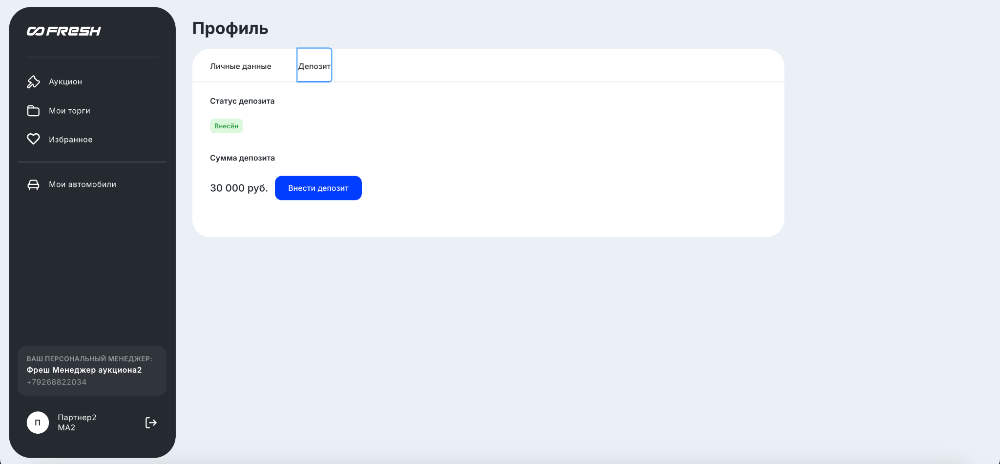 FRESH
Аукцион
Мои торги
Избранное
Мои автомобили
ВАШ ПЕРСОНАЛЬНЫЙ МЕНЕДЖЕР:
Фреш Менеджер аукциона2
+79268822034
П
Партнер2
МА2
Профиль
Личные данные Депозит
Статус депозита
Внесён
Сумма депозита
30 000 руб. Внести депозит